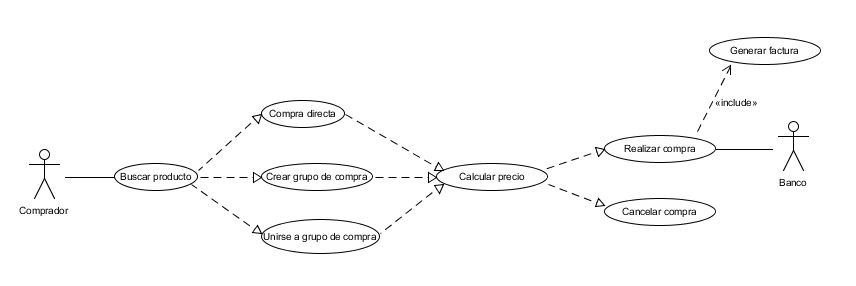 Generar factura
«include»
Compra directa
Realizar compra
Buscar producto
Crear grupo de compra
Calcular precio
Banco
Comprador
Cancelar compra
Unirse a grupo de compra